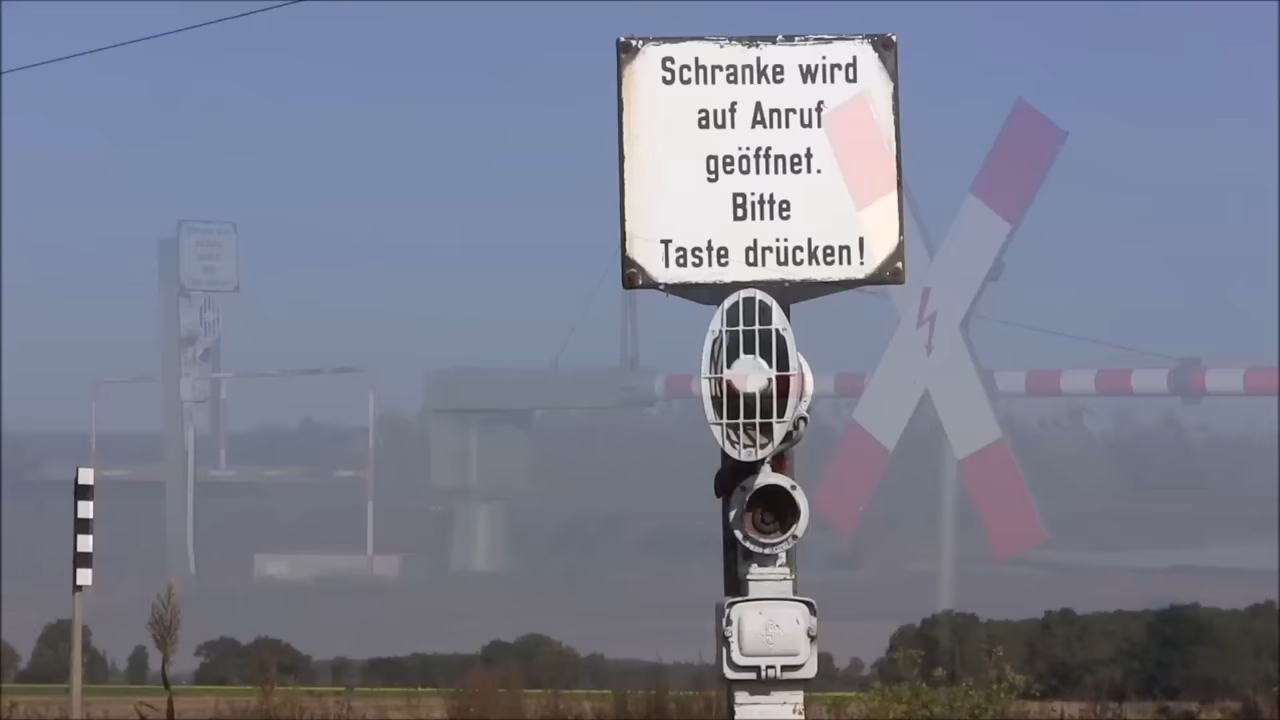 Schranke wird
auf Anruf
geöffnet.
Bitte
Taste drücken!